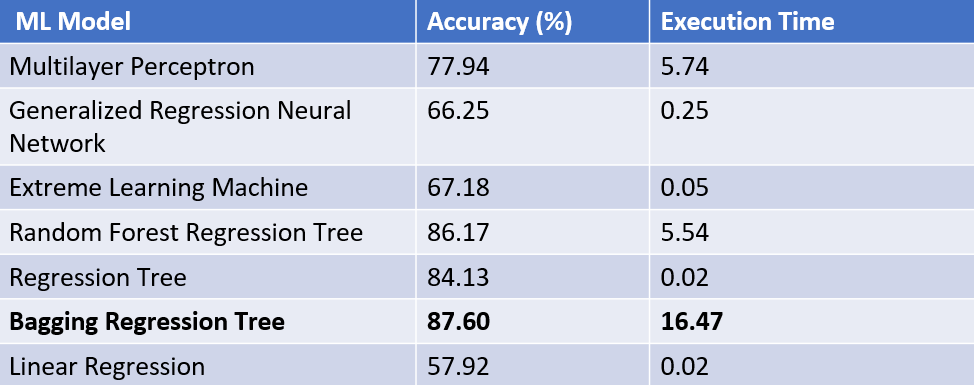 ML Model Accuracy (%) Execution Time
Multilayer Perceptron 77.94 5.74
Generalized Regression Neural 66.25 0.25
Network
Extreme Learning Machine 67.18 0.05
Random Forest Regression Tree 86.17 5.54
Regression Tree 84.13 0.02
Bagging Regression Tree 87.60 16.47
Linear Regression 57.92 0.02